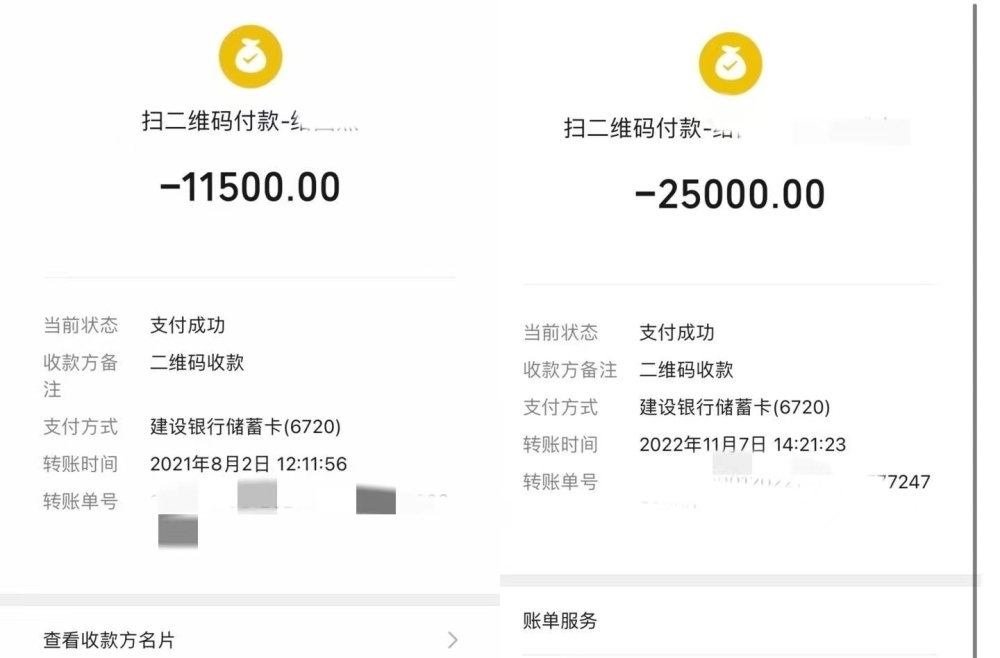 扫二维码付款-给
-11500.00
当前状态 支付成功
收款方备注 二维码收款
支付方式 建设银行储蓄卡(6720)
转账时间 2021年8月2日 12:11:56
转账单号
查看收款方名片
扫二维码付款-给
-25000.00
当前状态 支付成功
收款方备注 二维码收款
支付方式 建设银行储蓄卡(6720)
转账时间 2022年11月7日 14:21:23
转账单号 77247
账单服务